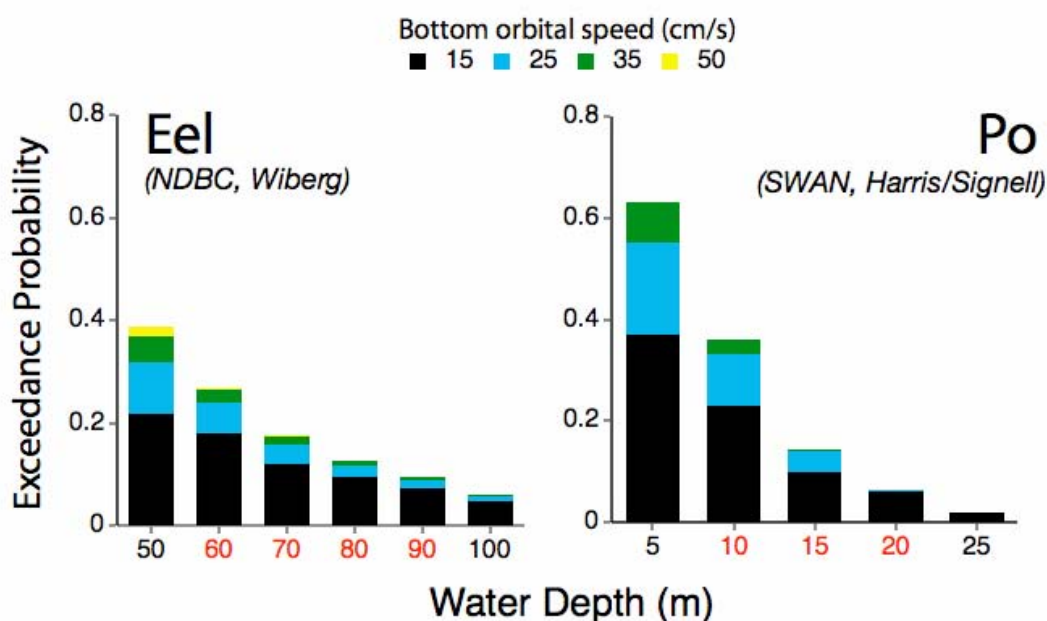 Bottom orbital speed (cm/s)
15 25 35 50
Exceedance Probability
0.8
0.6
0.4
0.2
0
Eel
(NDBC, Wiberg)
50 60 70 80 90 100
0.8
0.6
0.4
0.2
0
Po
(SWAN, Harris/Signell)
5 10 15 20 25
Water Depth (m)